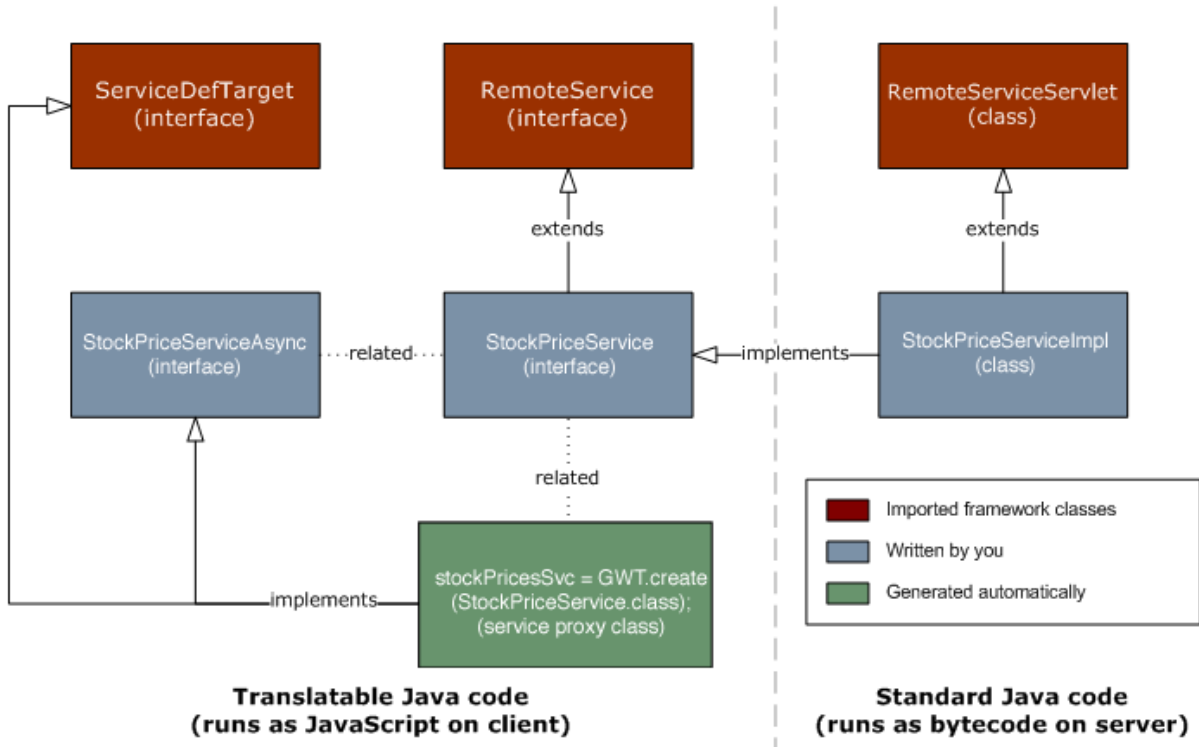 ServiceDefTarget
(interface)
RemoteService
(interface)
RemoteServiceServlet
(class)
extends
extends
StockPriceServiceAsync
(interface)
related
StockPriceService
(interface)
implements
StockPriceServiceImpl
(class)
related
Imported framework classes
Written by you
Generated automatically
stockPricesSvc = GWT.create
(StockPriceService.class);
(service proxy class)
implements
Translatable Java code
(runs as JavaScript on client)
Standard Java code
(runs as bytecode on server)